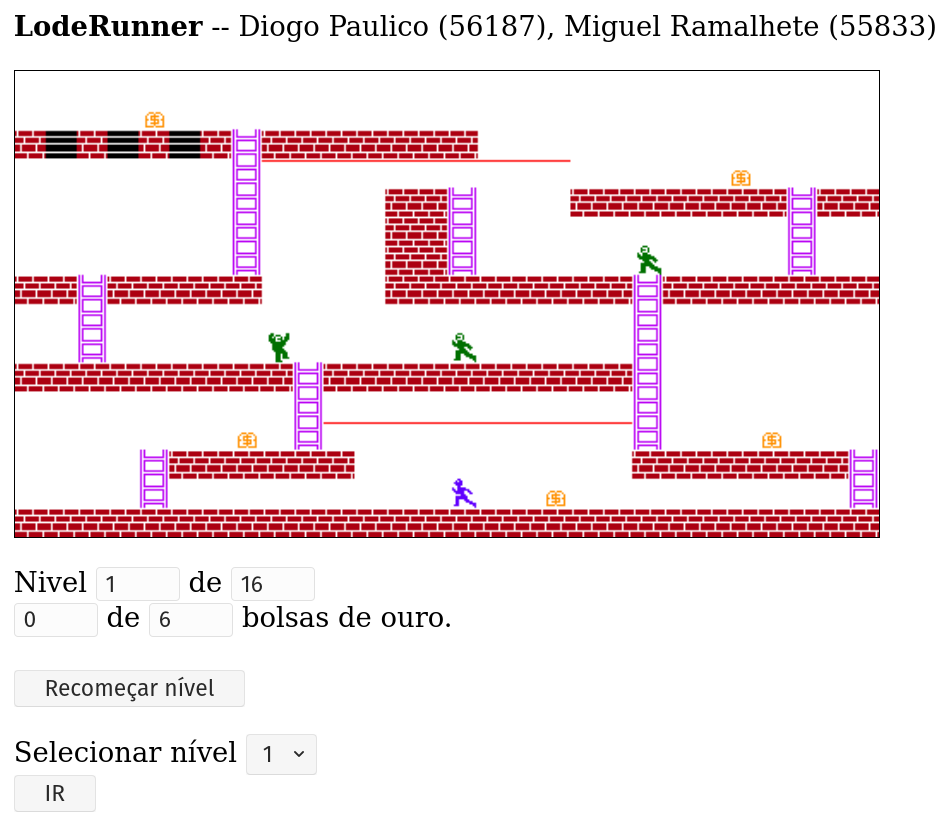 LodeRunner -- Diogo Paulico (56187), Miguel Ramalhete (55833)
Nivel 1 de 16
0 de 6 bolsas de ouro.
Recomeçar nível
Selecionar nível 1
IR